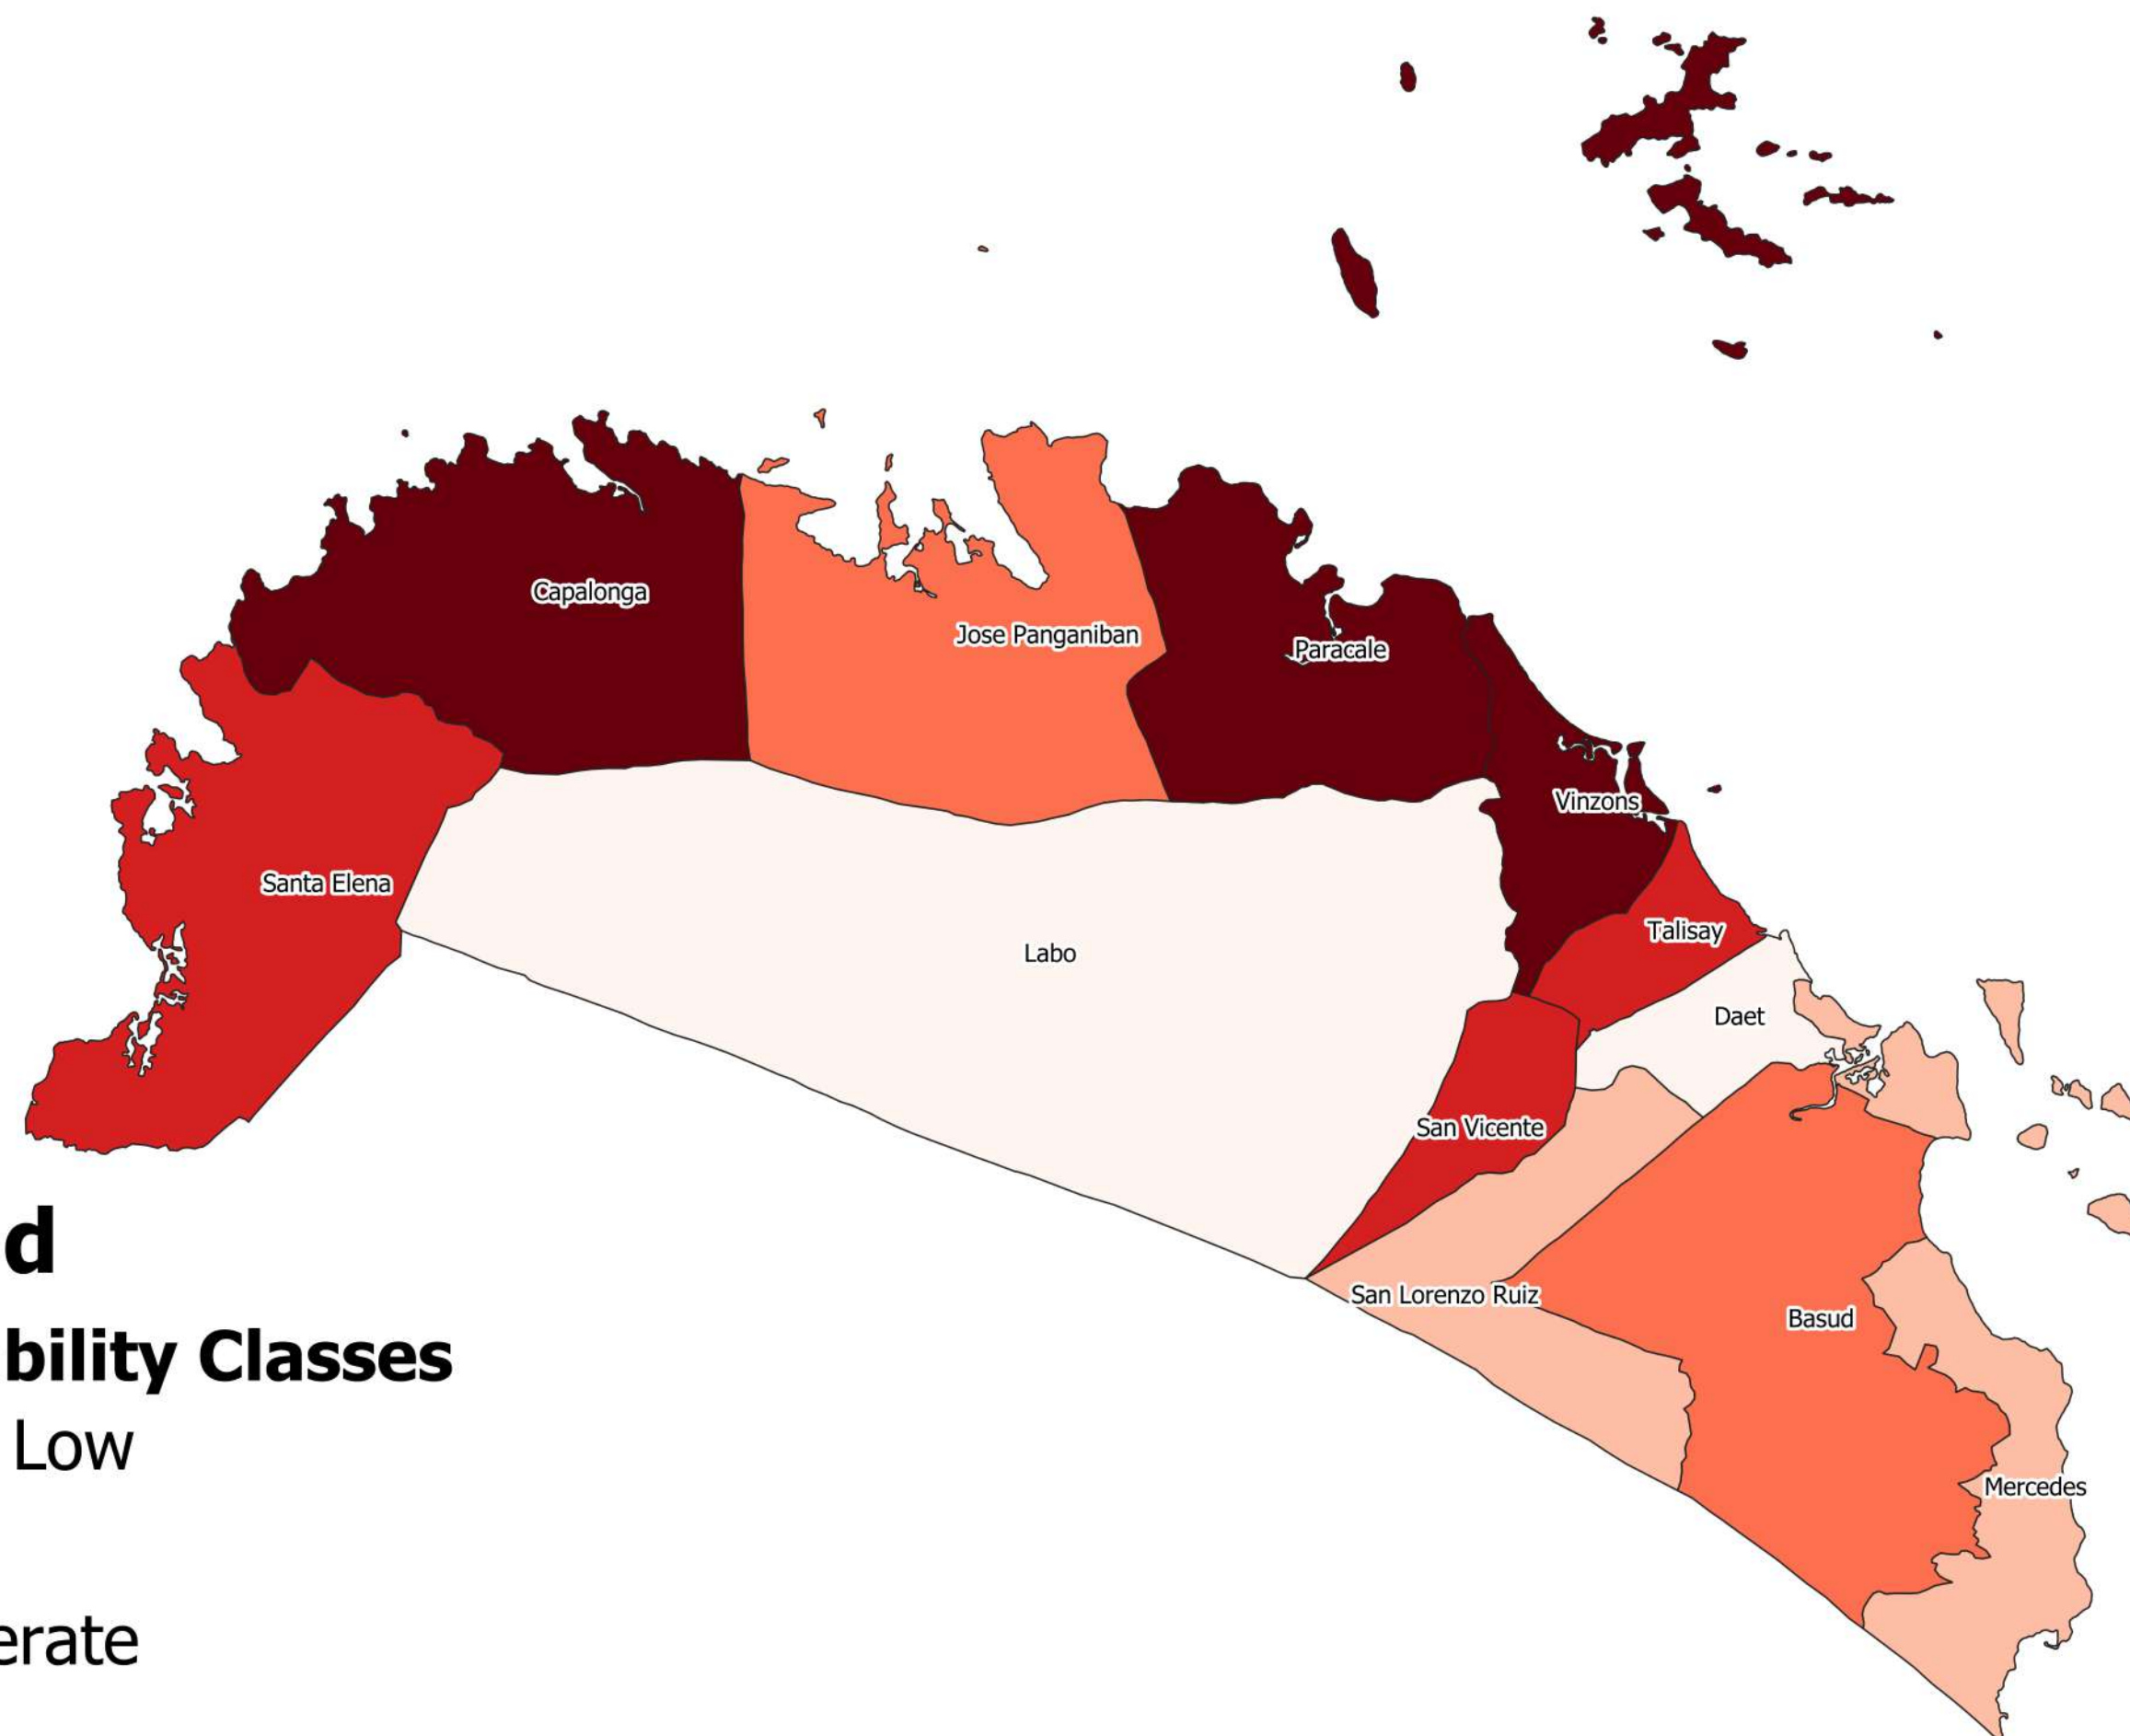 Capalonga
Jose Panganiban
Paracale
Vinzons
Santa Elena
Talisay
Labo
Daet
San Vicente
San Lorenzo Ruiz
Basud
Mercedes
d
bility Classes
Low
erate